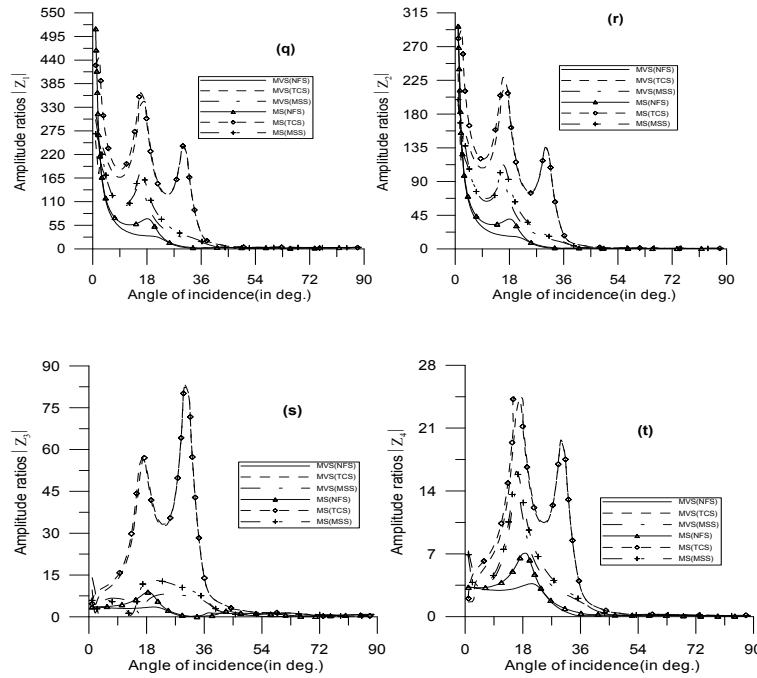 550
495
440
385
330
275
220
165
110
55
0
Amplitude ratios |Z1|
(q)
MVS(NFS)
MVS(TCS)
MVS(MSS)
MS(NFS)
MS(TCS)
MS(MSS)
0 18 36 54 72 90
Angle of incidence(in deg.)
315
270
225
180
135
90
45
0
Amplitude ratios |Z2|
(r)
MVS(NFS)
MVS(TCS)
MVS(MSS)
MS(NFS)
MS(TCS)
MS(MSS)
0 18 36 54 72 90
Angle of incidence(in deg.)
90
75
60
45
30
15
0
Amplitude ratios |Z3|
(s)
MVS(NFS)
MVS(TCS)
MVS(MSS)
MS(NFS)
MS(TCS)
MS(MSS)
0 18 36 54 72 90
Angle of incidence(in deg.)
28
21
14
7
0
Amplitude ratios |Z4|
(t)
MVS(NFS)
MVS(TCS)
MVS(MSS)
MS(NFS)
MS(TCS)
MS(MSS)
0 18 36 54 72 90
Angle of incidence(in deg.)